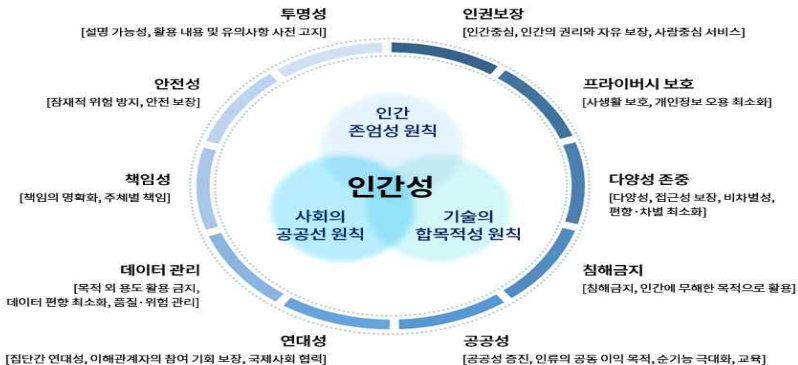 투명성
[설명 가능성, 활용 내용 및 유의사항 사전 고지]
인권보장
[인간중심, 인간의 권리와 자유 보장, 사람중심 서비스]
안전성
[잠재적 위험 방지, 안전 보장]
프라이버시 보호
[사생활 보호, 개인정보 오용 최소화]
인간
존엄성 원칙
책임성
[책임의 명확화, 주체별 책임]
인간성
다양성 존중
[다양성, 접근성 보장, 비차별성,
편향·차별 최소화]
사회의
공공선 원칙
기술의
합목적성 원칙
데이터 관리
[목적 외 용도 활용 금지,
데이터 편향 최소화, 품질·위험 관리]
침해금지
[침해금지, 인간에 무해한 목적으로 활용]
연대성
[집단간 연대성, 이해관계자의 참여 기회 보장, 국제사회 협력]
공공성
[공공성 증진, 인류의 공동 이익 목적, 순기능 극대화, 교육]